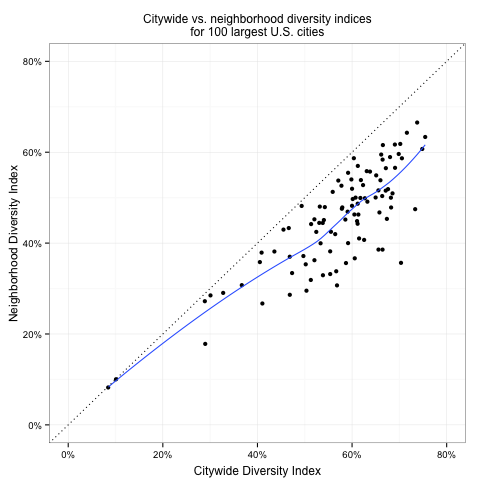 Citywide vs. neighborhood diversity indices
for 100 largest U.S. cities
80%
60%
40%
20%
0%
Neighborhood Diversity Index
0%
20%
40%
60%
80%
Citywide Diversity Index